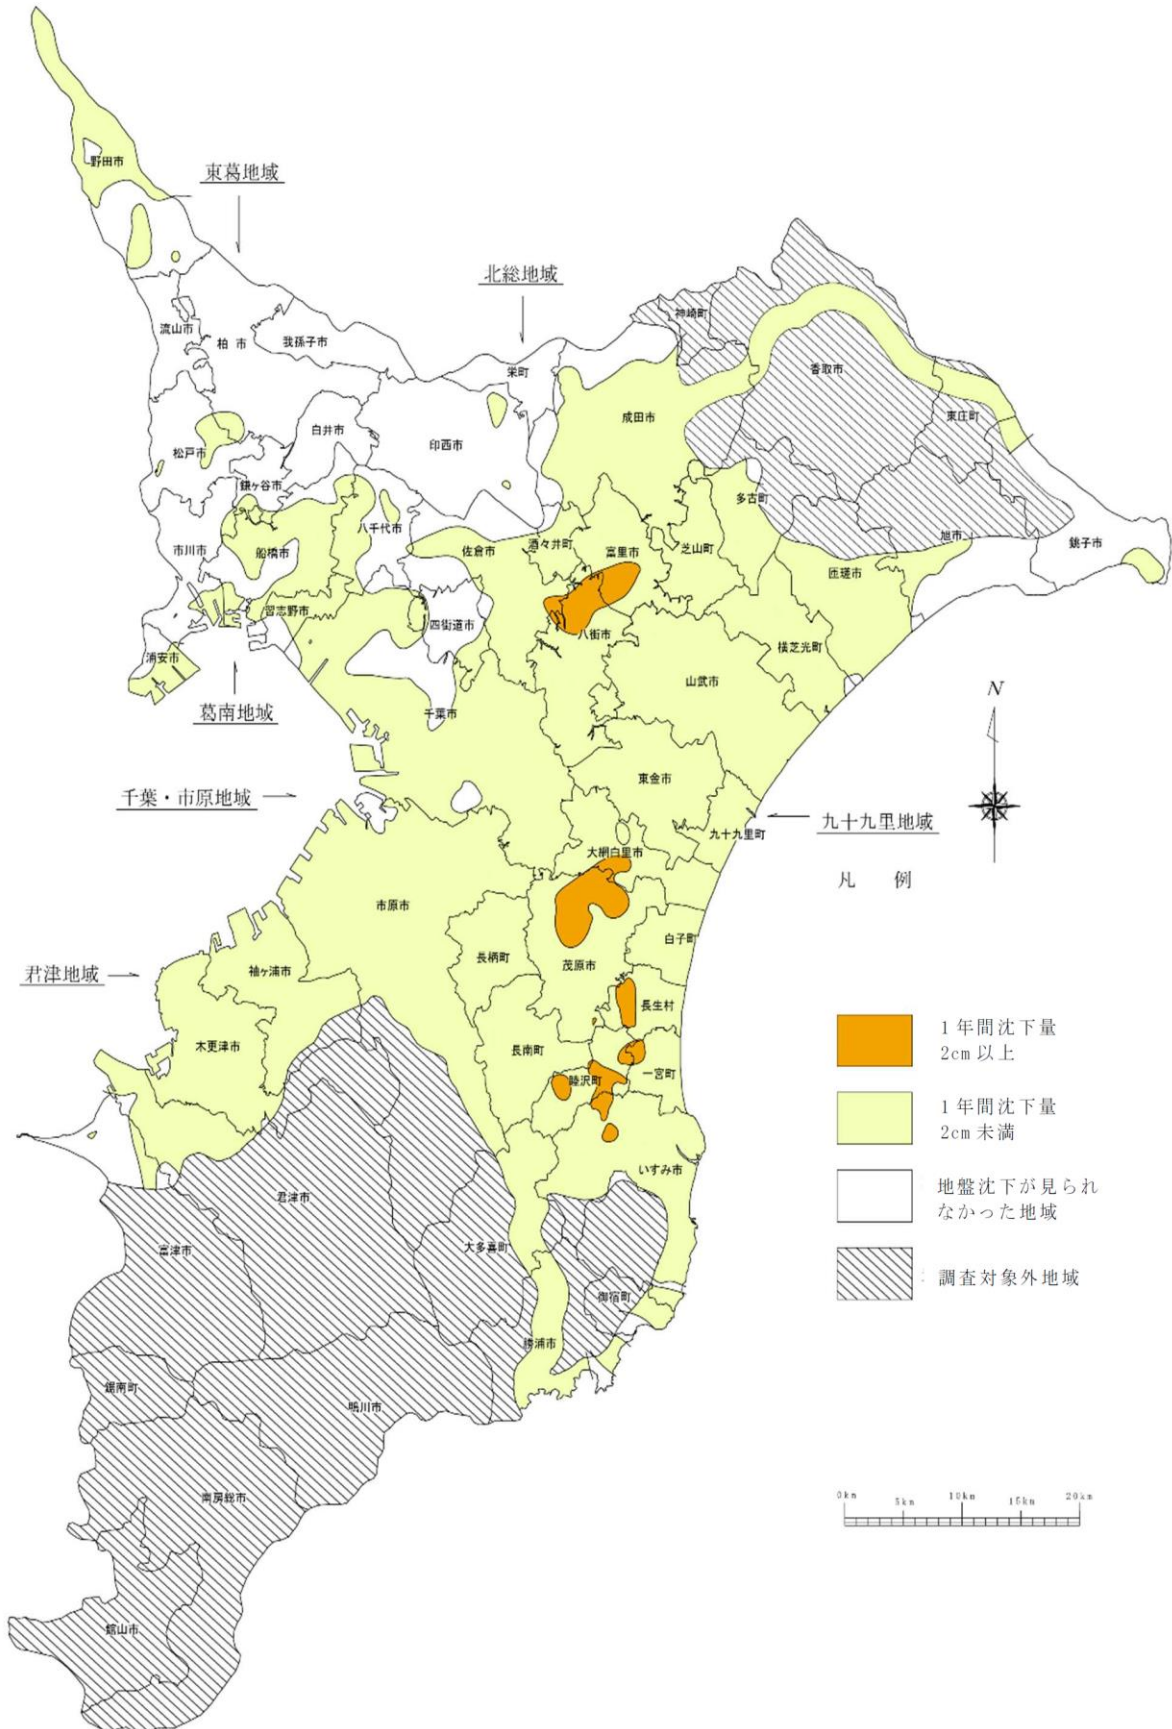 野田市
東葛地域
北総地域
神崎町
流山市
柏 市
我孫子市
栄町
香取市
成田市
東庄町
松戸市
白井市
印西市
鎌ヶ谷市
多古町
八千代市
市川市
船橋市
佐倉市
酒々井町
富里市
芝山町
旭市
銚子市
匝瑳市
習志野市
四街道市
八街市
横芝光町
浦安市
山武市
葛南地域
千葉市
N
東金市
千葉・市原地域
九十九里町
九十九里地域
大網白里市
凡 例
市原市
白子町
長柄町
茂原市
君津地域
袖ヶ浦市
長生村
1年間沈下量
2cm以上
木更津市
長南町
睦沢町
一宮町
1年間沈下量
2cm未満
いすみ市
君津市
地盤沈下が見られ
なかった地域
富津市
大多喜町
調査対象外地域
御宿町
勝浦市
鋸南町
鴨川市
南房総市
0km 5km 10km 15km 20km
館山市